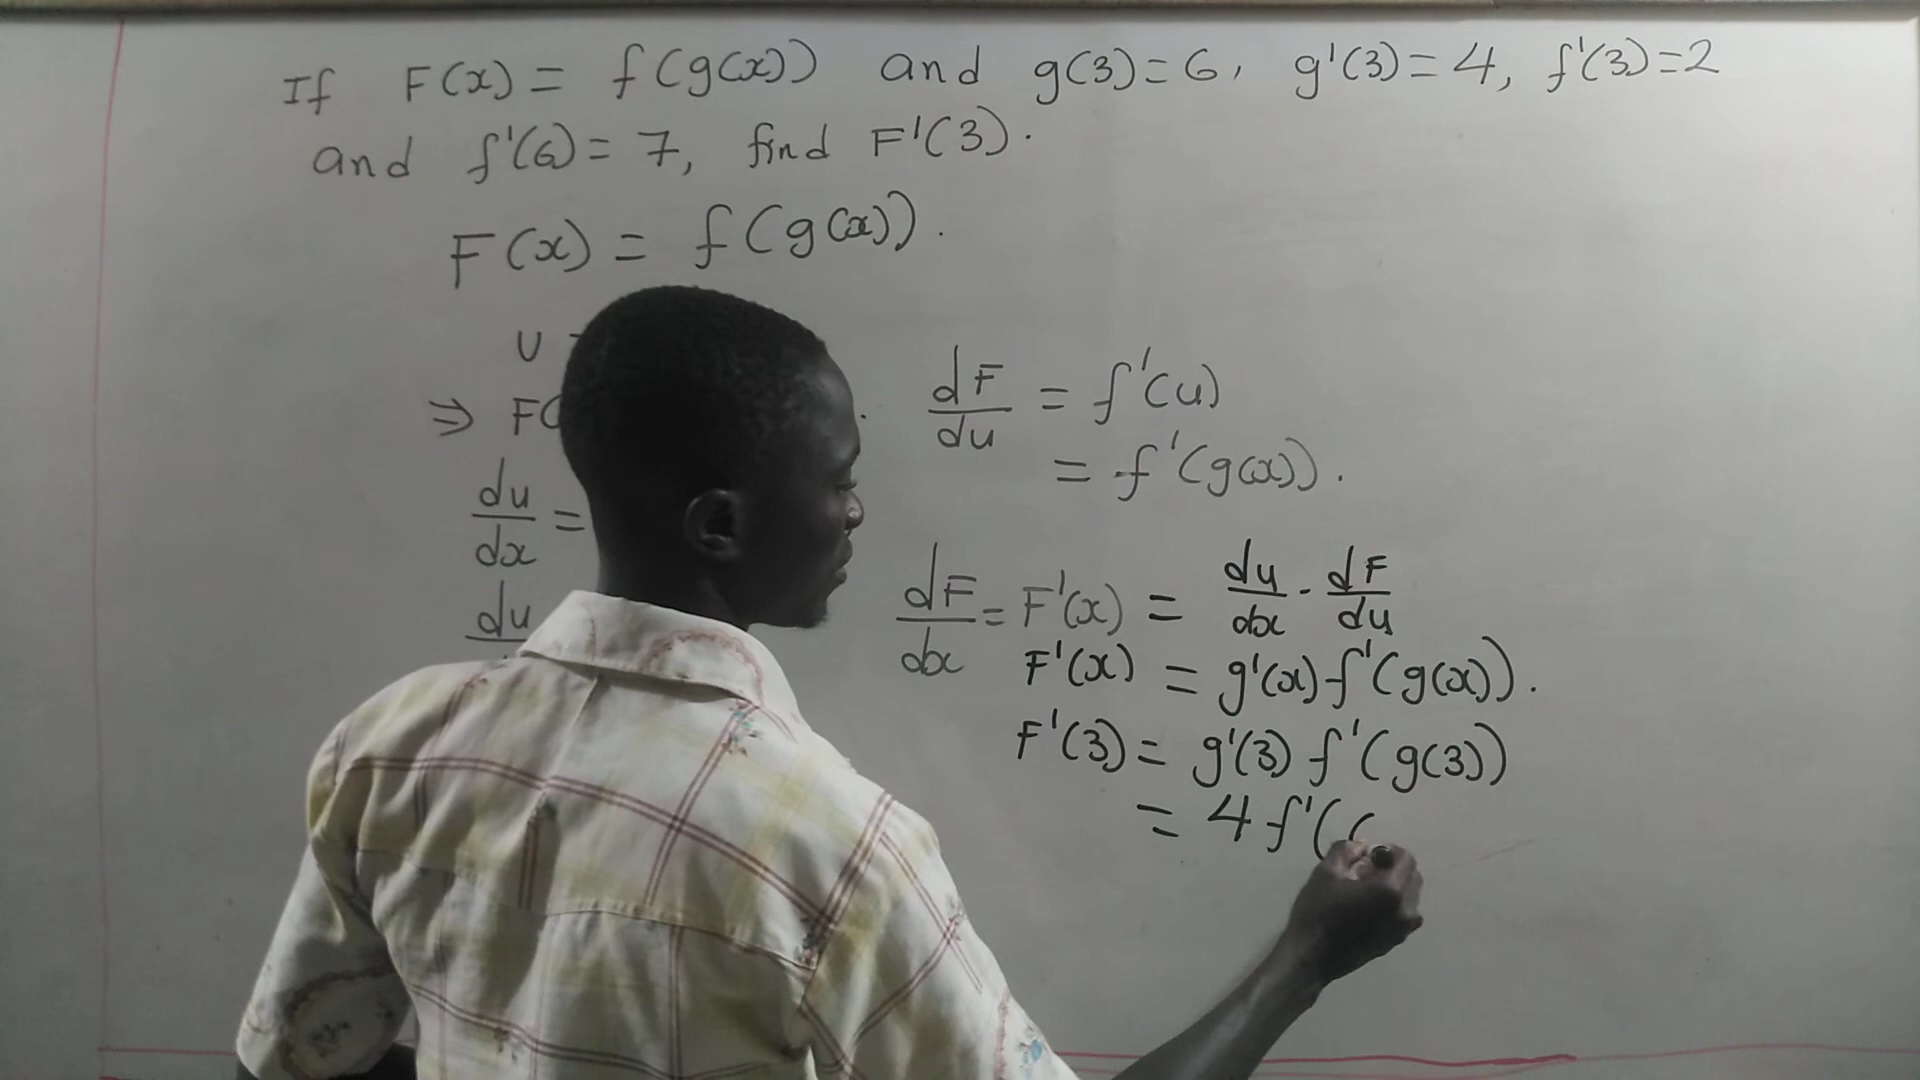 If F(x) = f(g(x)) and g(3)=6, g'(3)=4, f'(3)=2
and f'(6)=7, find F'(3).
F(x) = f(g(x)).
u
⇒ F(
du/dx =
du
dF/du = f'(u)
= f'(g(x)).
dF/dx = F'(x) = du/dx · dF/du
F'(x) = g'(x) f'(g(x)).
F'(3) = g'(3) f'(g(3))
= 4 f'(